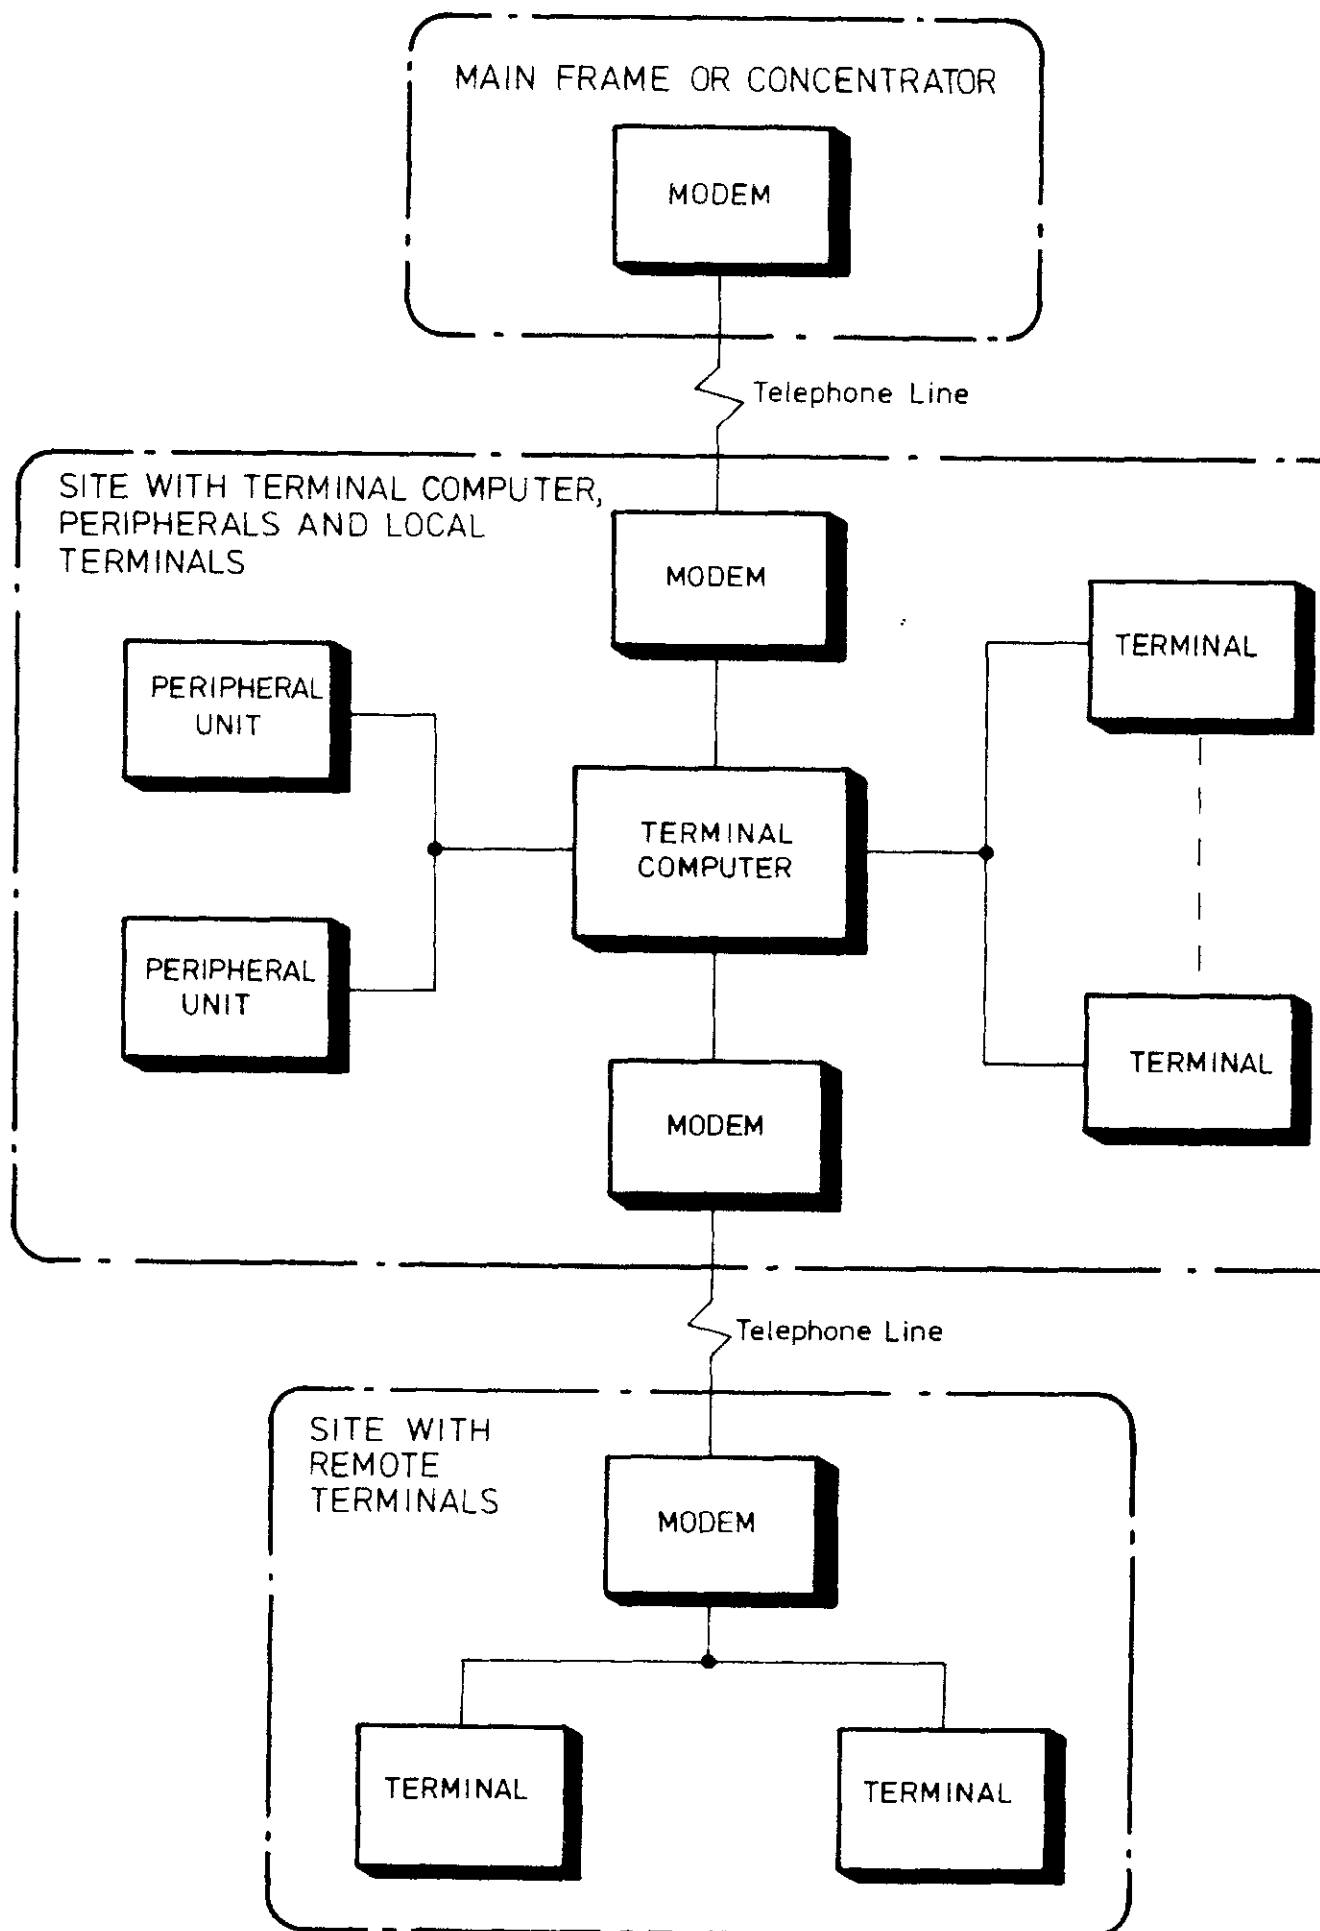 MAIN FRAME OR CONCENTRATOR
MODEM
Telephone Line
SITE WITH TERMINAL COMPUTER,
PERIPHERALS AND LOCAL
TERMINALS
MODEM
TERMINAL
PERIPHERAL
UNIT
TERMINAL
COMPUTER
PERIPHERAL
UNIT
TERMINAL
MODEM
Telephone Line
SITE WITH
REMOTE
TERMINALS
MODEM
TERMINAL
TERMINAL